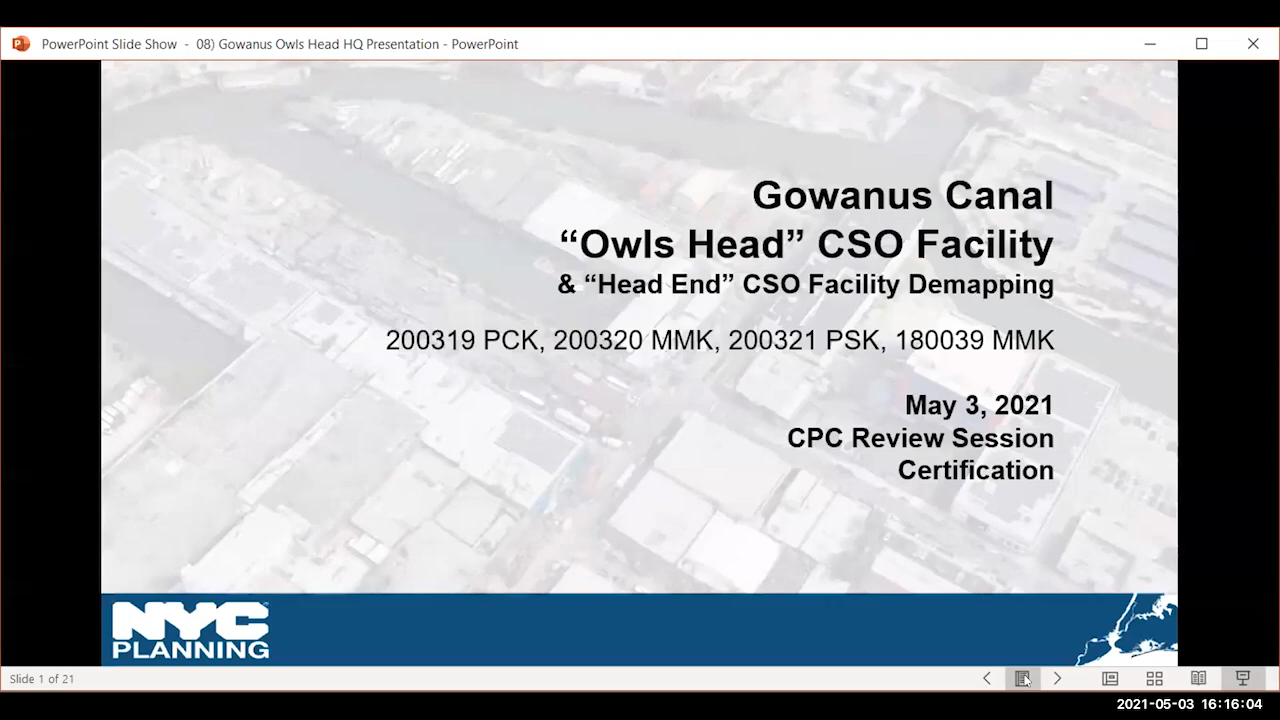 PowerPoint Slide Show - 08) Gowanus Owls Head HQ Presentation - PowerPoint
Gowanus Canal
“Owls Head” CSO Facility
& “Head End” CSO Facility Demapping
200319 PCK, 200320 MMK, 200321 PSK, 180039 MMK
May 3, 2021
CPC Review Session
Certification
NYC
PLANNING
Slide 1 of 21
2021-05-03 16:16:04